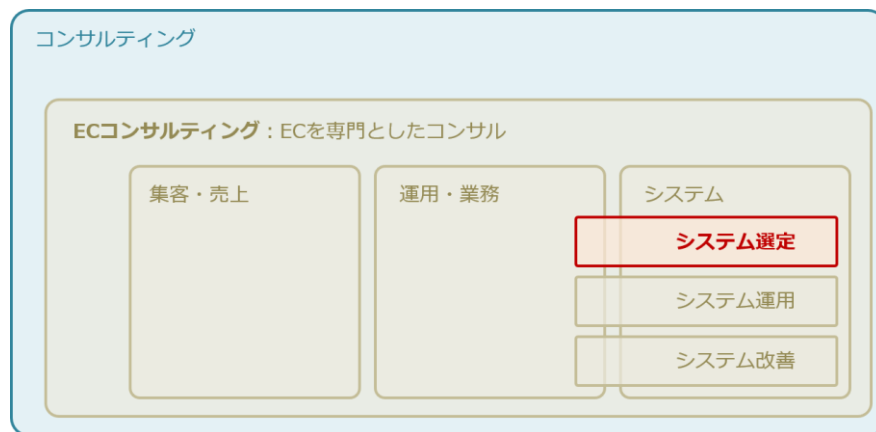 コンサルティング
ECコンサルティング：ECを専門としたコンサル
集客・売上
運用・業務
システム
システム選定
システム運用
システム改善